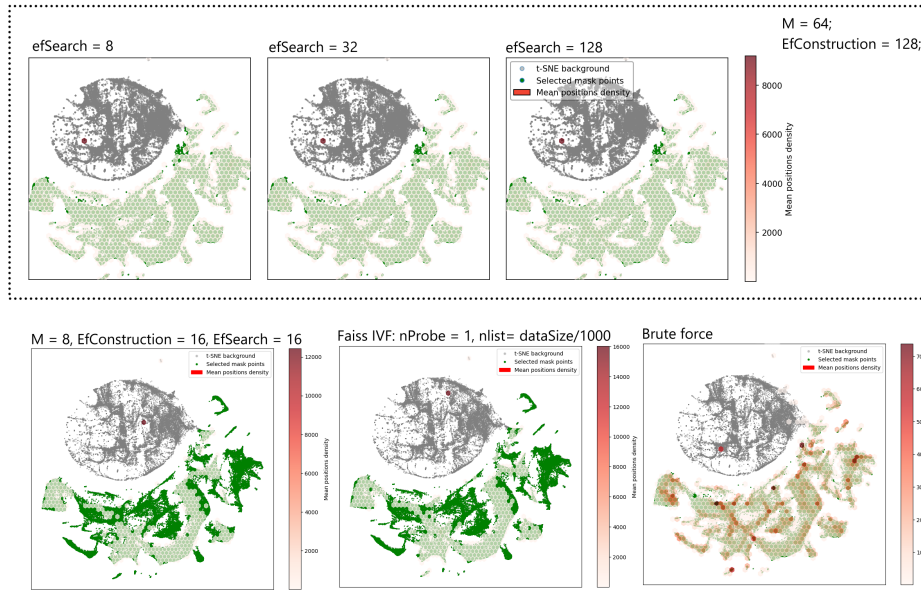 M = 64;
EfConstruction = 128;
efSearch = 8
efSearch = 32
efSearch = 128
t-SNE background
Selected mask points
Mean positions density
8000
6000
4000
2000
Mean positions density
M = 8, EfConstruction = 16, EfSearch = 16
t-SNE background
Selected mask points
Mean positions density
12000
10000
8000
6000
4000
2000
Mean positions density
Faiss IVF: nProbe = 1, nlist= dataSize/1000
t-SNE background
Selected mask points
Mean positions density
16000
14000
12000
10000
8000
6000
4000
2000
Mean positions density
Brute force
t-SNE background
Selected mask points
Mean positions density